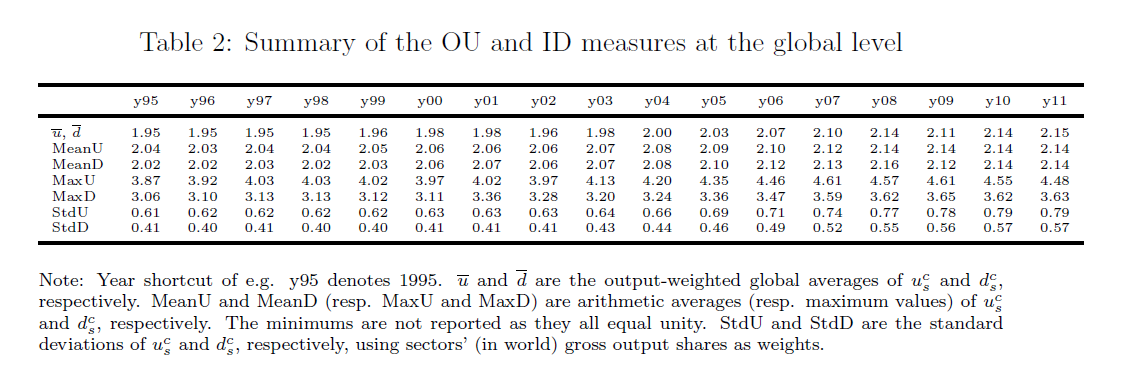 Table 2: Summary of the OU and ID measures at the global level
y95 y96 y97 y98 y99 y00 y01 y02 y03 y04 y05 y06 y07 y08 y09 y10 y11
u̅, d̅ 1.95 1.95 1.95 1.95 1.96 1.98 1.98 1.96 1.98 2.00 2.03 2.07 2.10 2.14 2.11 2.14 2.15
MeanU 2.04 2.03 2.04 2.04 2.05 2.06 2.06 2.06 2.07 2.08 2.09 2.10 2.12 2.14 2.14 2.14 2.14
MeanD 2.02 2.02 2.03 2.02 2.03 2.06 2.07 2.06 2.07 2.08 2.10 2.12 2.13 2.16 2.12 2.14 2.14
MaxU 3.87 3.92 4.03 4.03 4.02 3.97 4.02 3.97 4.13 4.20 4.35 4.46 4.61 4.57 4.61 4.55 4.48
MaxD 3.06 3.10 3.13 3.13 3.12 3.11 3.36 3.28 3.20 3.24 3.36 3.47 3.59 3.62 3.65 3.62 3.63
StdU 0.61 0.62 0.62 0.62 0.62 0.63 0.63 0.63 0.64 0.66 0.69 0.71 0.74 0.77 0.78 0.79 0.79
StdD 0.41 0.40 0.41 0.40 0.40 0.41 0.41 0.41 0.43 0.44 0.46 0.49 0.52 0.55 0.56 0.57 0.57
Note: Year shortcut of e.g. y95 denotes 1995. u̅ and d̅ are the output-weighted global averages of u_s^c and d_s^c,
respectively. MeanU and MeanD (resp. MaxU and MaxD) are arithmetic averages (resp. maximum values) of u_s^c
and d_s^c, respectively. The minimums are not reported as they all equal unity. StdU and StdD are the standard
deviations of u_s^c and d_s^c, respectively, using sectors' (in world) gross output shares as weights.